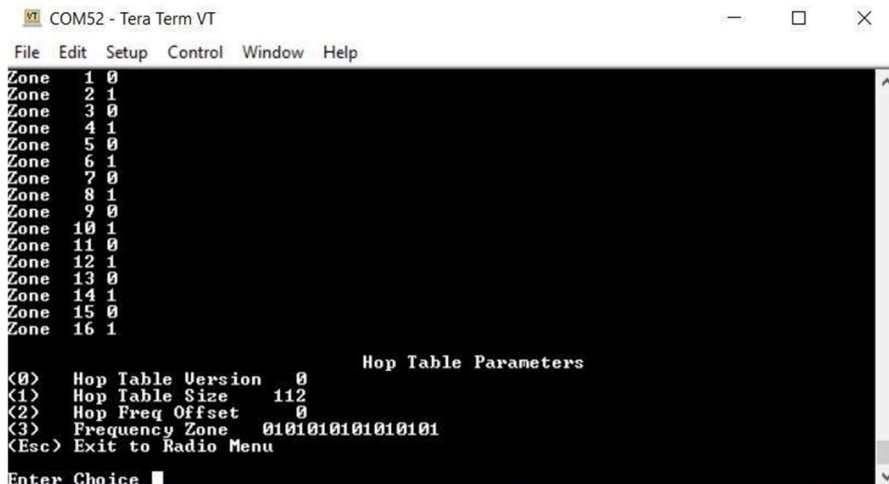 COM52 - Tera Term VT
File Edit Setup Control Window Help
Zone 1 0
Zone 2 1
Zone 3 0
Zone 4 1
Zone 5 0
Zone 6 1
Zone 7 0
Zone 8 1
Zone 9 0
Zone 10 1
Zone 11 0
Zone 12 1
Zone 13 0
Zone 14 1
Zone 15 0
Zone 16 1
Hop Table Parameters
(0) Hop Table Version 0
(1) Hop Table Size 112
(2) Hop Freq Offset 0
(3) Frequency Zone 0101010101010101
(Esc) Exit to Radio Menu
Enter Choice